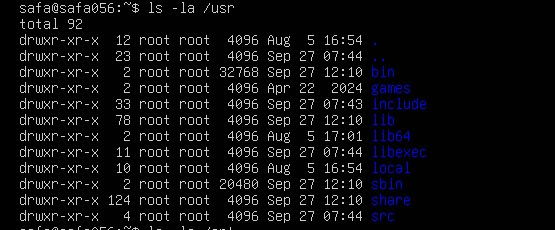 safa@safa056:~$ ls -la /usr
total 92
drwxr-xr-x  12 root root  4096 Aug  5 16:54 .
drwxr-xr-x  23 root root  4096 Sep 27 07:44 ..
drwxr-xr-x   2 root root 32768 Sep 27 12:10 bin
drwxr-xr-x   2 root root  4096 Apr 22  2024 games
drwxr-xr-x  33 root root  4096 Sep 27 07:43 include
drwxr-xr-x  78 root root  4096 Sep 27 12:10 lib
drwxr-xr-x   2 root root  4096 Aug  5 17:01 lib64
drwxr-xr-x  11 root root  4096 Sep 27 07:44 libexec
drwxr-xr-x  10 root root  4096 Aug  5 16:54 local
drwxr-xr-x   2 root root 20480 Sep 27 12:10 sbin
drwxr-xr-x 124 root root  4096 Sep 27 12:10 share
drwxr-xr-x   4 root root  4096 Sep 27 07:44 src